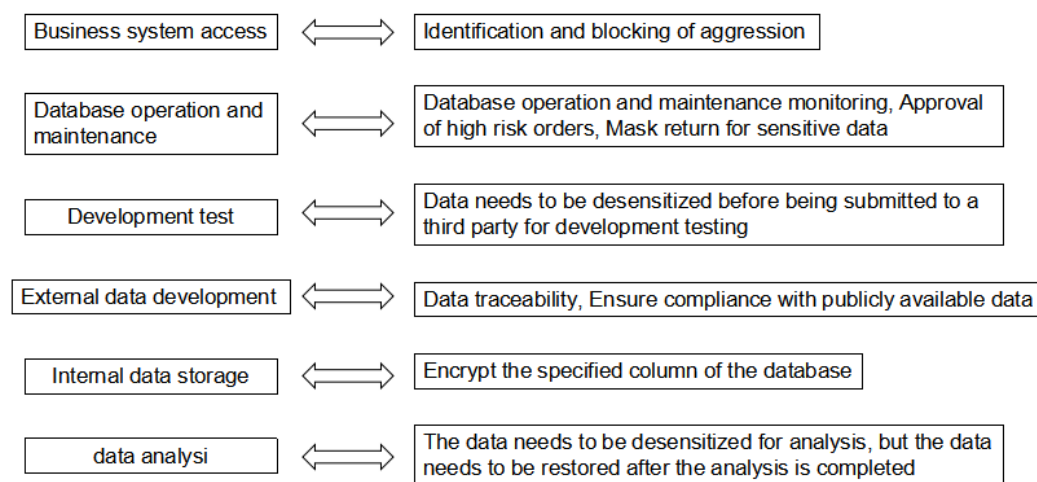 Business system access
Identification and blocking of aggression
Database operation and
maintenance
Database operation and maintenance monitoring, Approval
of high risk orders, Mask return for sensitive data
Development test
Data needs to be desensitized before being submitted to a
third party for development testing
External data development
Data traceability, Ensure compliance with publicly available data
Internal data storage
Encrypt the specified column of the database
data analysi
The data needs to be desensitized for analysis, but the data
needs to be restored after the analysis is completed